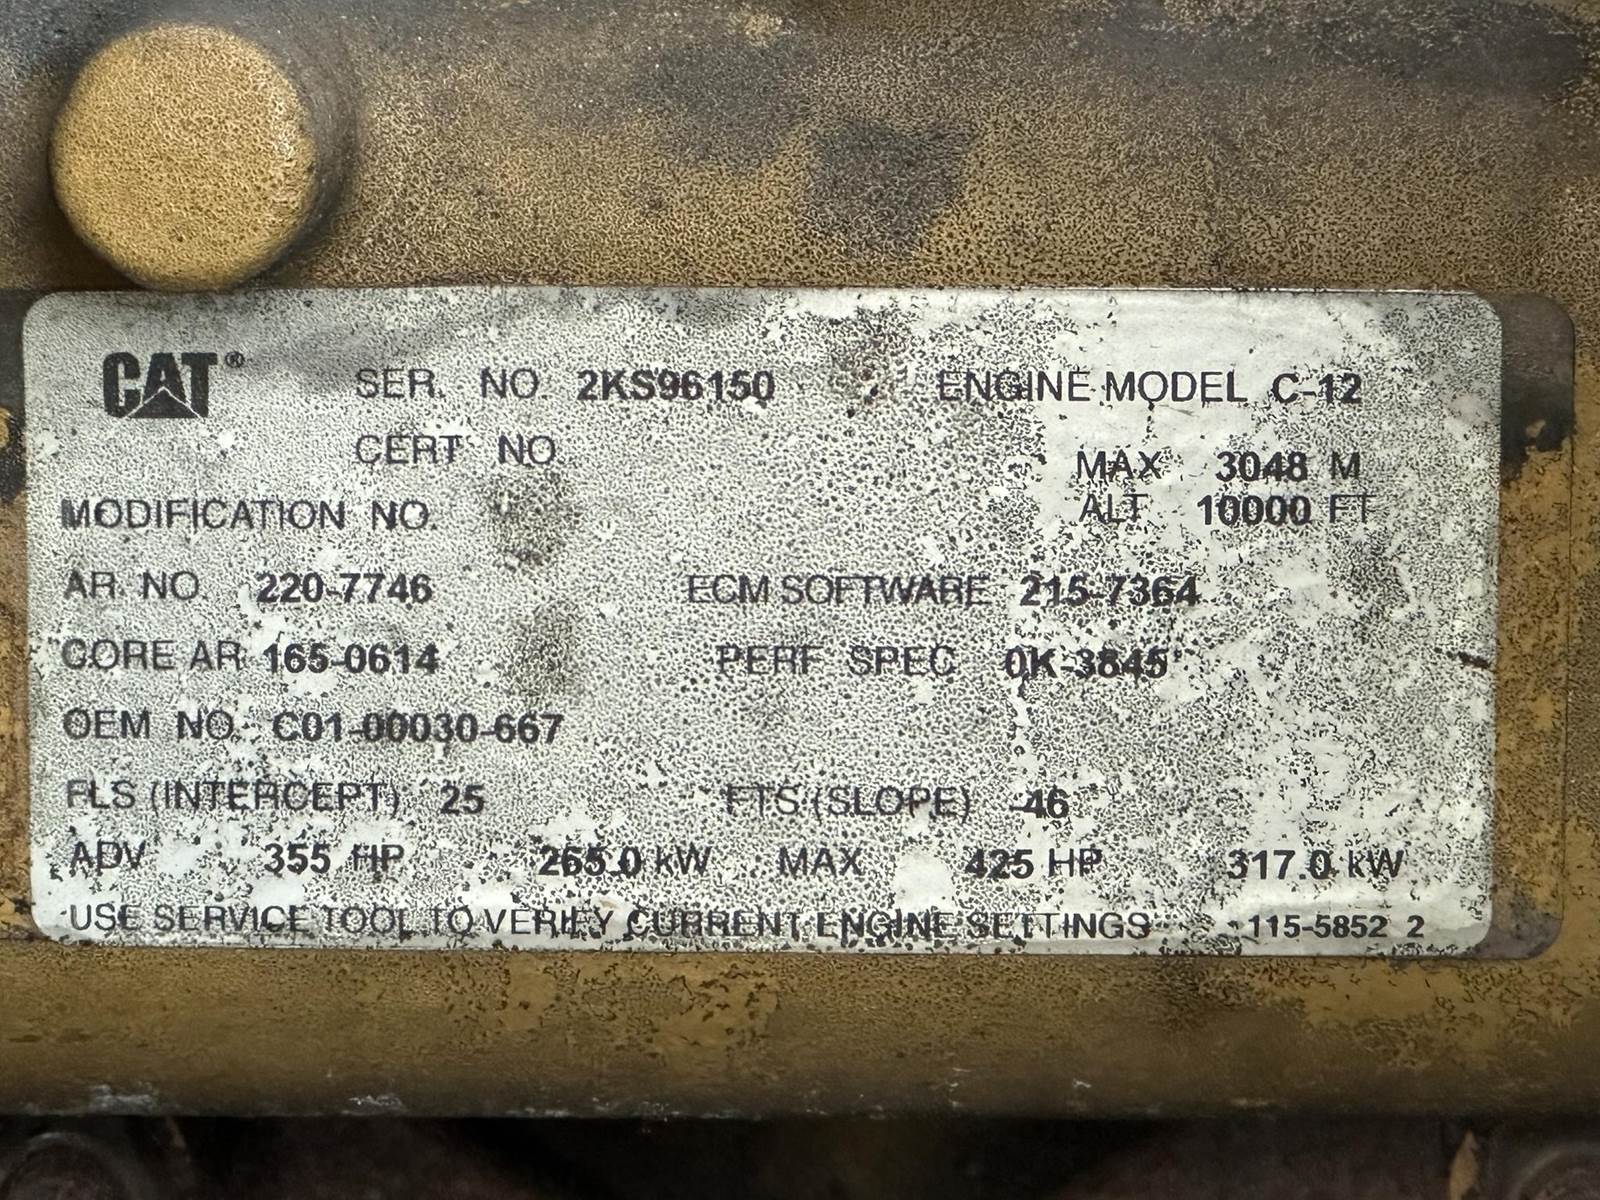 CAT® SER. NO. 2KS96150 ENGINE MODEL C-12
CERT NO
MAX 3048 M
MODIFICATION NO.
ALT 10000 FT
AR NO 220-7746 ECM SOFTWARE 215-7364
CORE AR 165-0614 PERF SPEC 0K-3845
OEM NO. C01-00030-667
FLS (INTERCEPT) 25 FTS (SLOPE) -46
ADV 355 HP 265.0 kW MAX 425 HP 317.0 kW
USE SERVICE TOOL TO VERIFY CURRENT ENGINE SETTINGS 115-5852 2